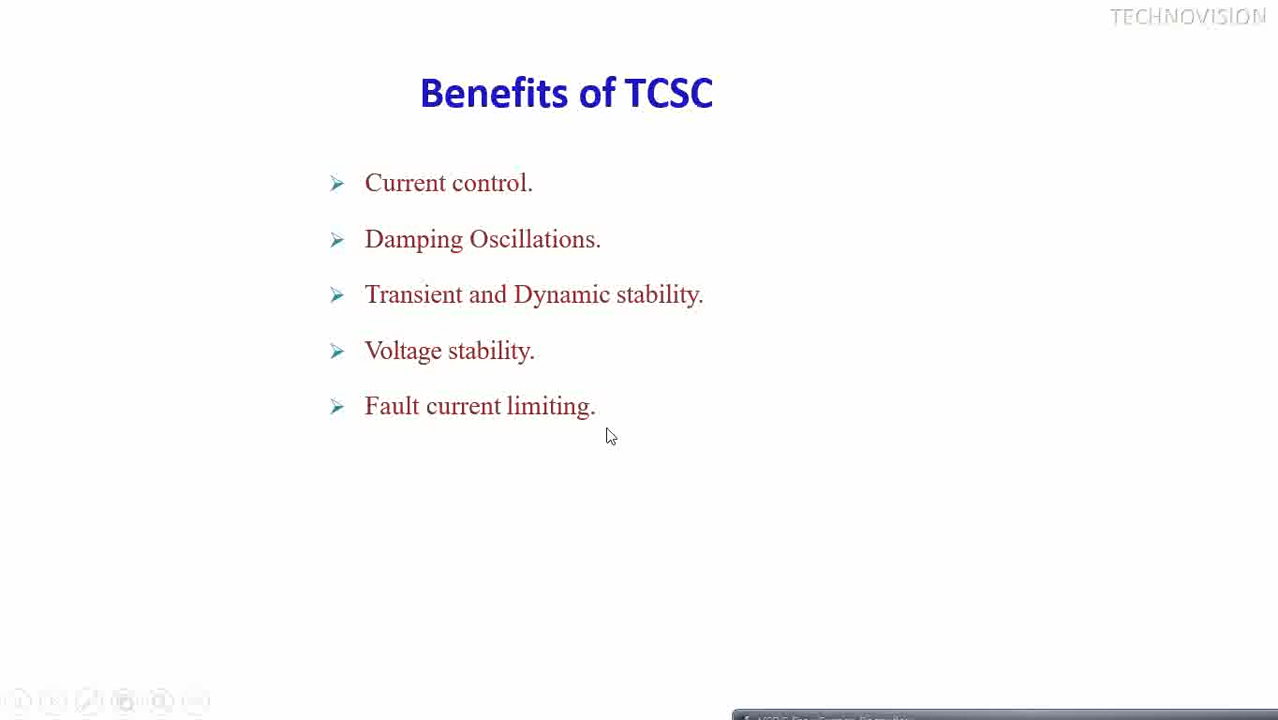 TECHNOVISION
Benefits of TCSC
Current control.
Damping Oscillations.
Transient and Dynamic stability.
Voltage stability.
Fault current limiting.